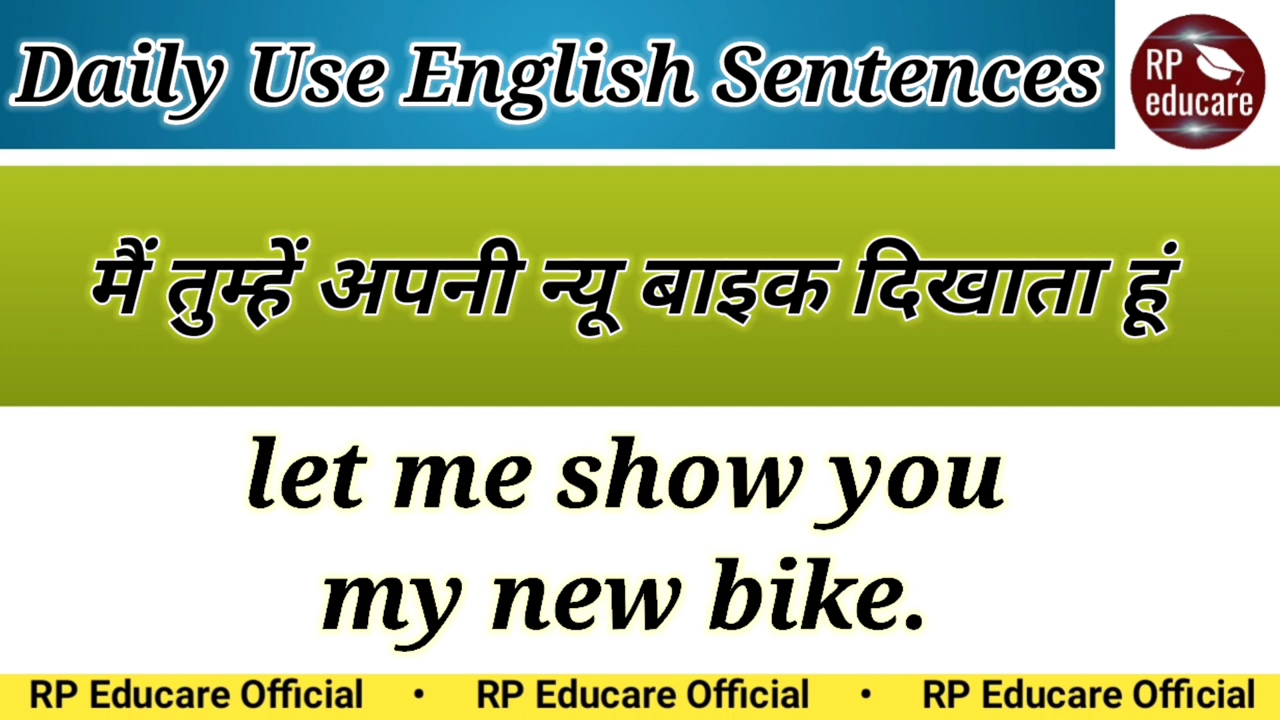 Daily Use English Sentences
RP
educare
मैं तुम्हें अपनी न्यू बाइक दिखाता हूं
let me show you
my new bike.
RP Educare Official • RP Educare Official • RP Educare Official